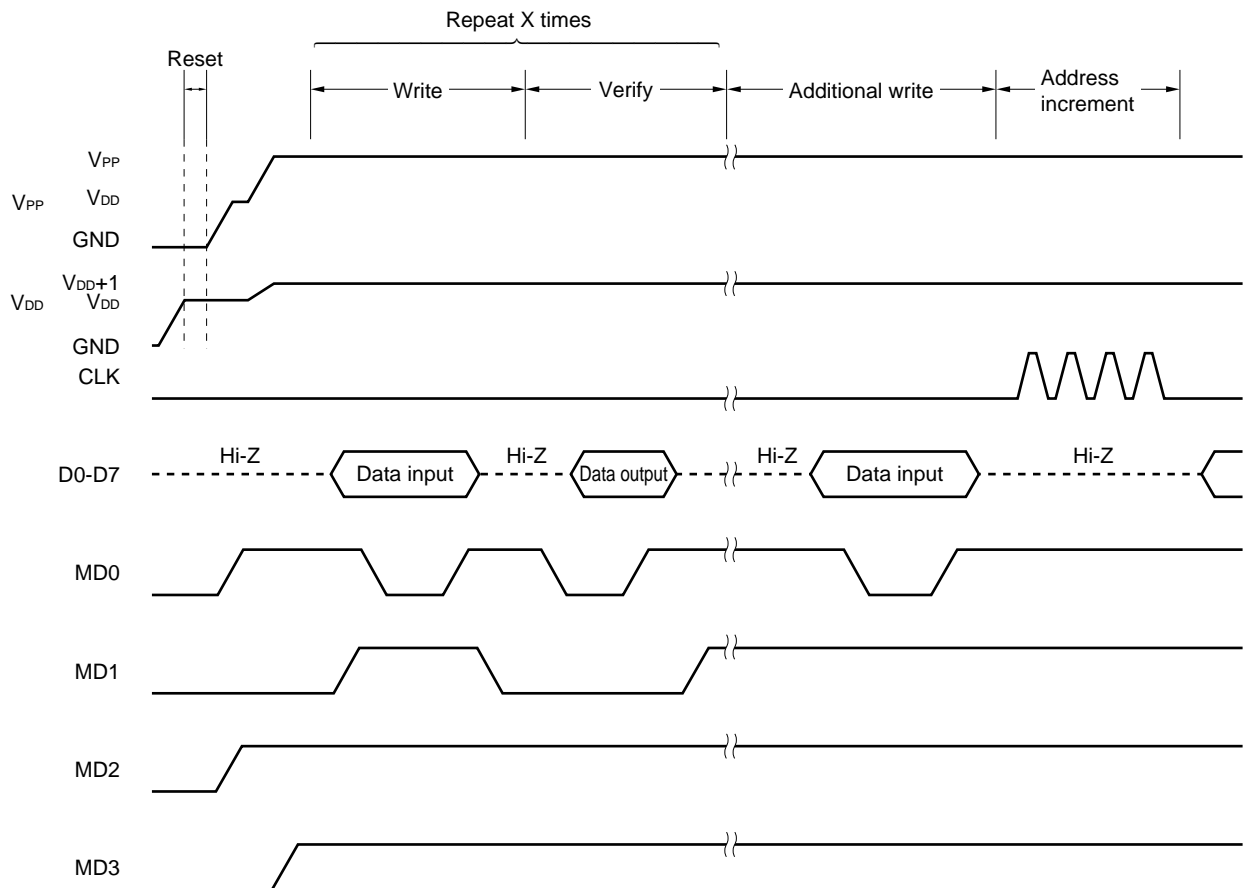 Repeat X times
Reset
Write
Verify
Additional write
Address
increment
VPP
VPP
VDD
GND
VDD+1
VDD
VDD
GND
CLK
D0-D7
Hi-Z
Data input
Hi-Z
Data output
Hi-Z
Data input
Hi-Z
MD0
MD1
MD2
MD3